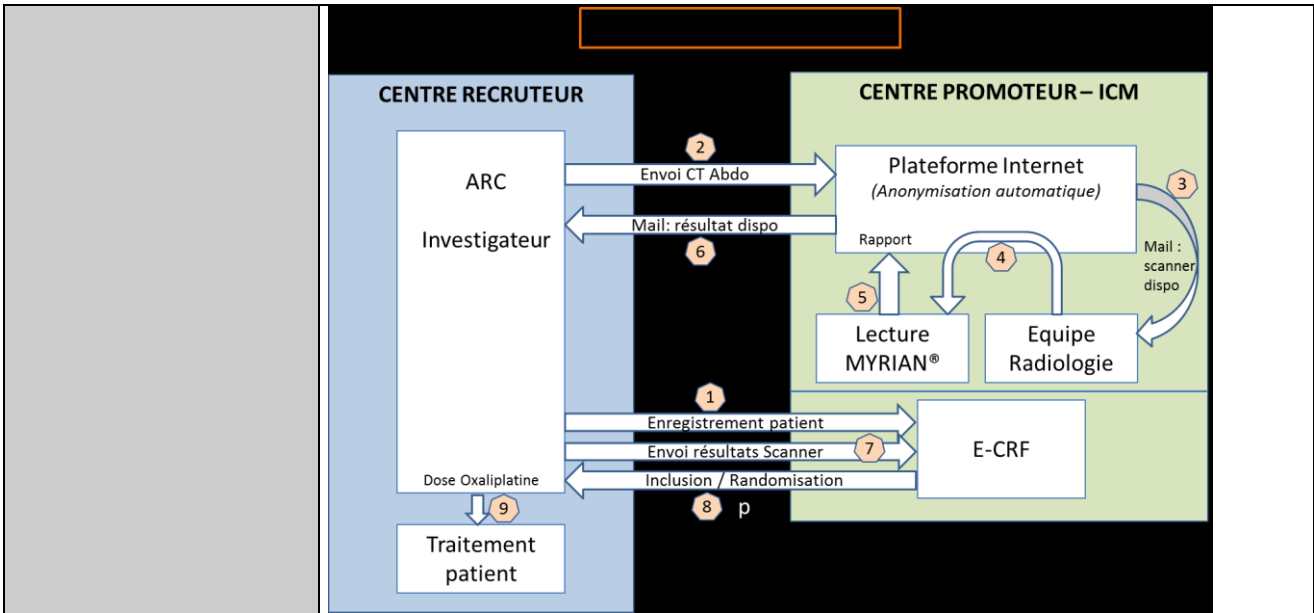 CENTRE RECRUTEUR
CENTRE PROMOTEUR – ICM
ARC
Investigateur
2
Envoi CT Abdo
Mail: résultat dispo
6
Plateforme Internet
(Anonymisation automatique)
Rapport
3
Mail :
scanner
dispo
4
5
Lecture
MYRIAN®
Equipe
Radiologie
1
Enregistrement patient
Envoi résultats Scanner
7
Inclusion / Randomisation
8
p
E-CRF
Dose Oxaliplatine
9
Traitement
patient